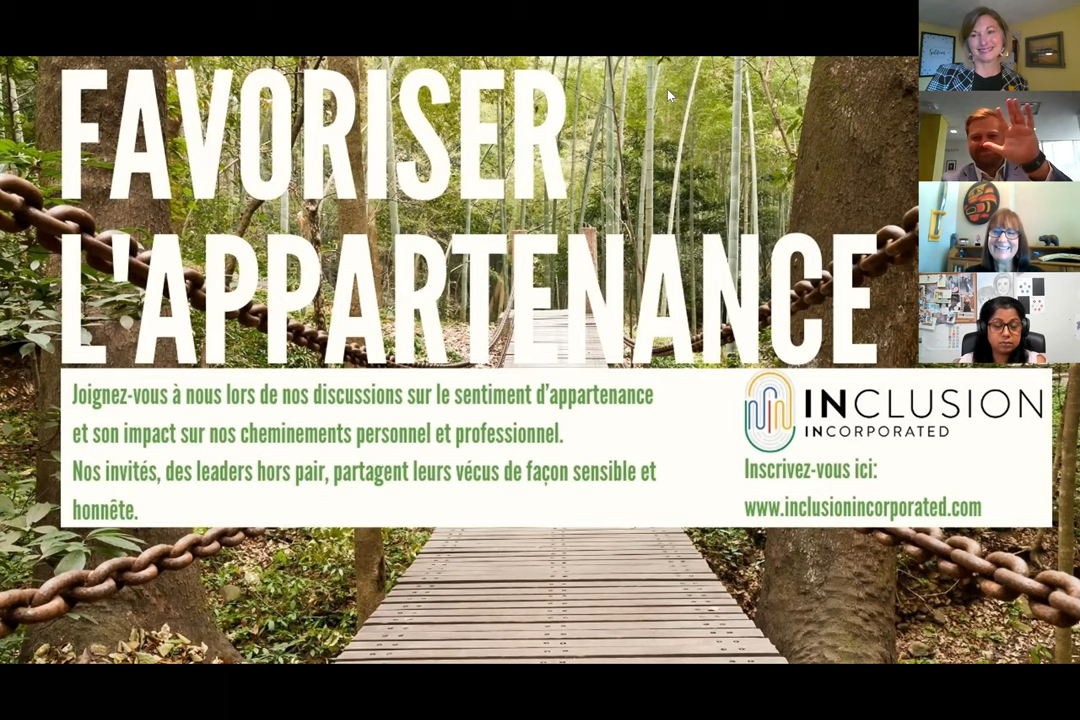 FAVORISER
L'APPARTENANCE
Joignez-vous à nous lors de nos discussions sur le sentiment d'appartenance
et son impact sur nos cheminements personnel et professionnel.
Nos invités, des leaders hors pair, partagent leurs vécus de façon sensible et
honnête.
INCLUSION
INCORPORATED
Inscrivez-vous ici:
www.inclusionincorporated.com